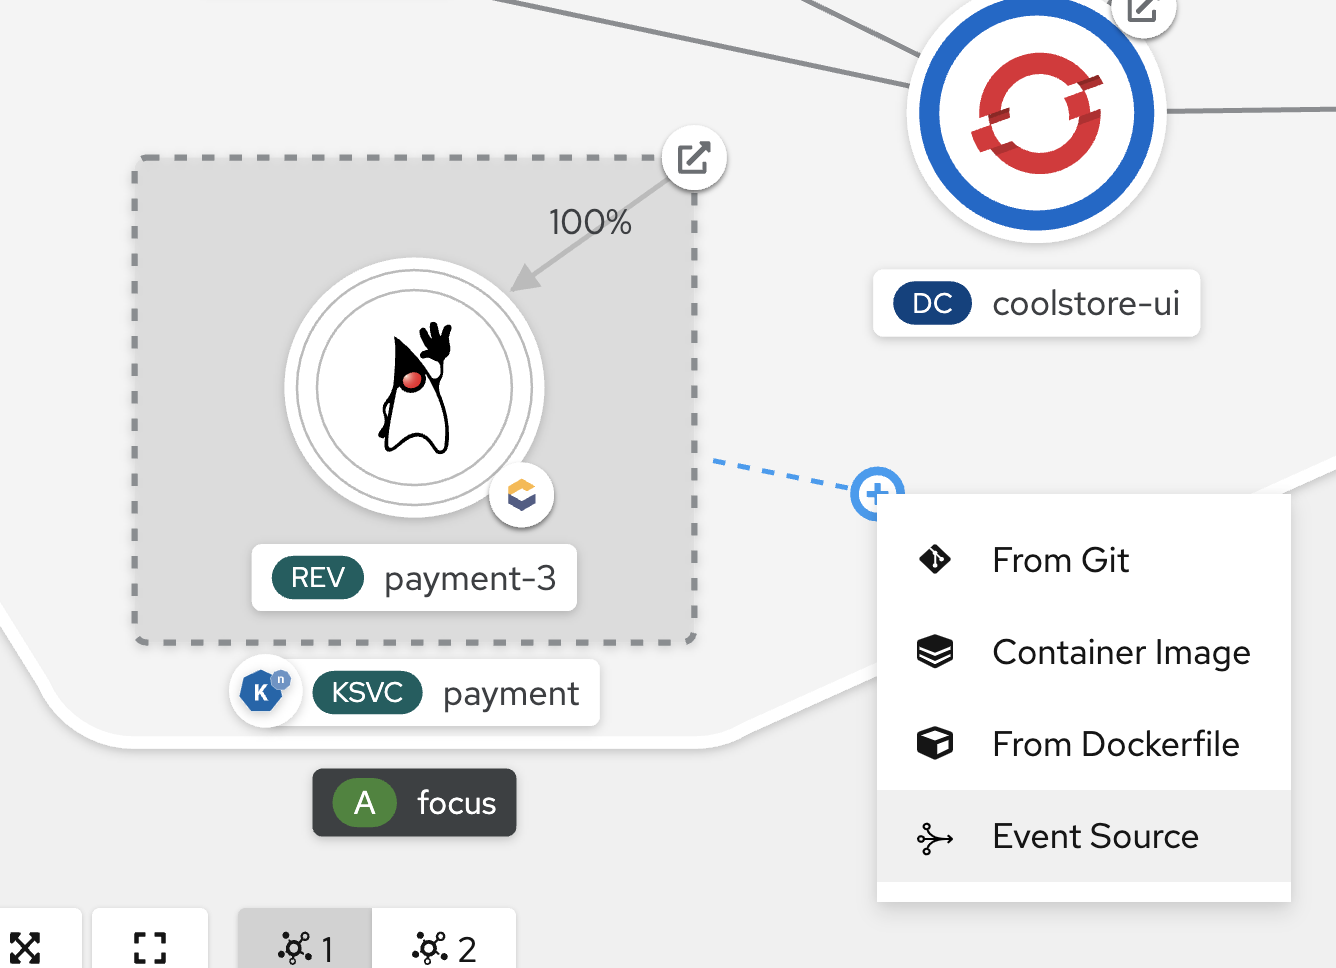 100%
DC coolstore-ui
From Git
REV payment-3
Container Image
K n KSVC payment
From Dockerfile
A focus
Event Source
1 2